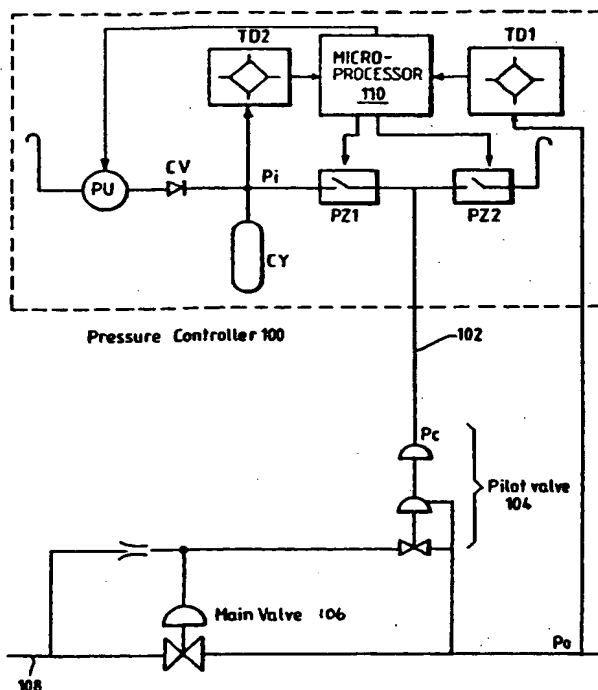 TD2
MICRO-
PROCESSOR
110
TD1
CV
Pi
PU
PZ1
PZ2
CY
Pressure Controller 100
102
Pc
Pilot valve
104
Main Valve 106
Po
108